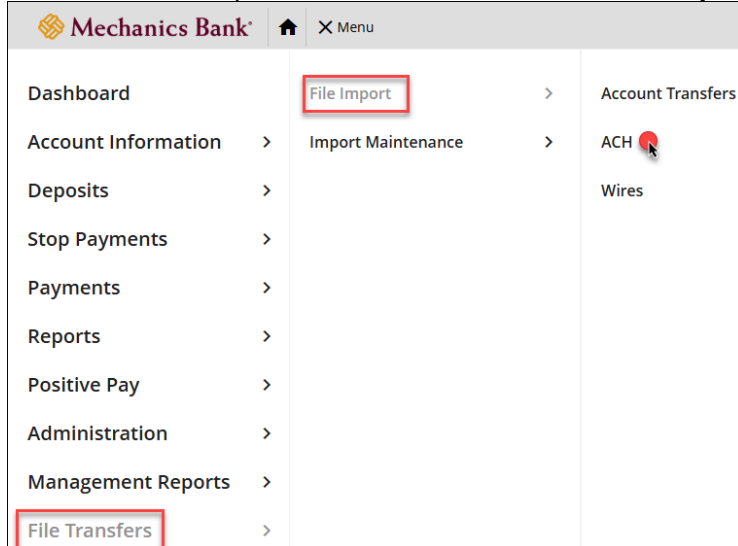 Mechanics Bank
Menu
Dashboard
Account Information
Deposits
Stop Payments
Payments
Reports
Positive Pay
Administration
Management Reports
File Transfers
File Import
Import Maintenance
Account Transfers
ACH
Wires